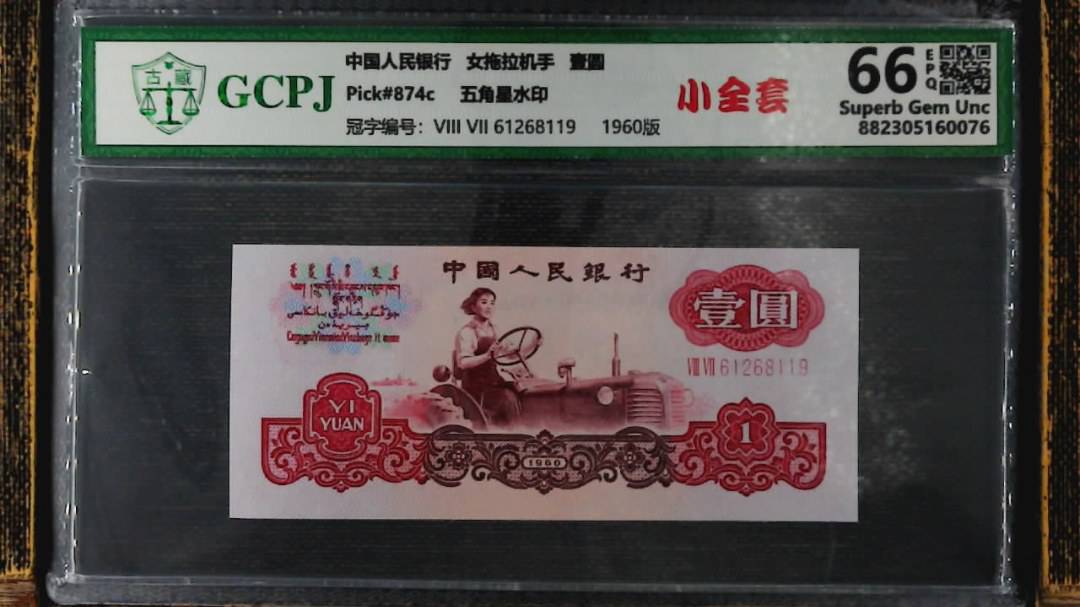 古藏
GCPJ
中国人民银行 女拖拉机手 壹圆
Pick#874c 五角星水印
冠字编号：VIII VII 61268119 1960版
小全套
66 EPQ
Superb Gem Unc
882305160076
中國人民銀行
壹圓
VIII VII 61268119
YI
YUAN
1
1960